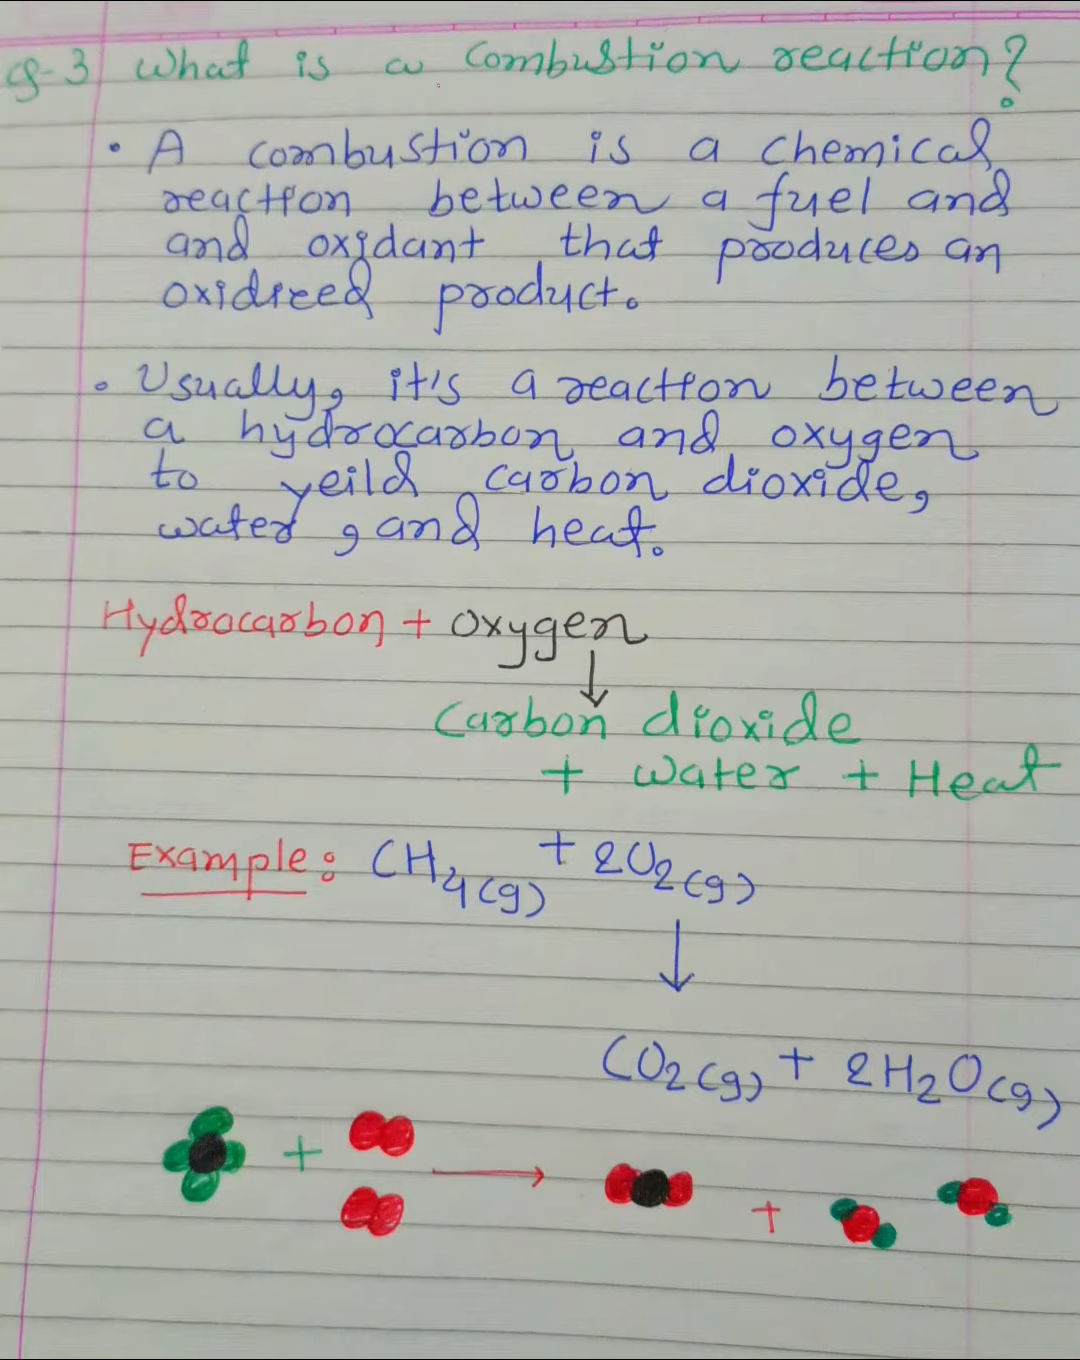 Q-3 What is a Combustion reaction?
• A combustion is a chemical
reaction between a fuel and
and oxidant that produces an
oxidized product.
• Usually, it's a reaction between
a hydrocarbon and oxygen
to yeild carbon dioxide,
water, and heat.
Hydrocarbon + oxygen
↓
Carbon dioxide
+ Water + Heat
Example: CH4(g) + 2O2(g)
↓
CO2(g) + 2H2O(g)
+ → +